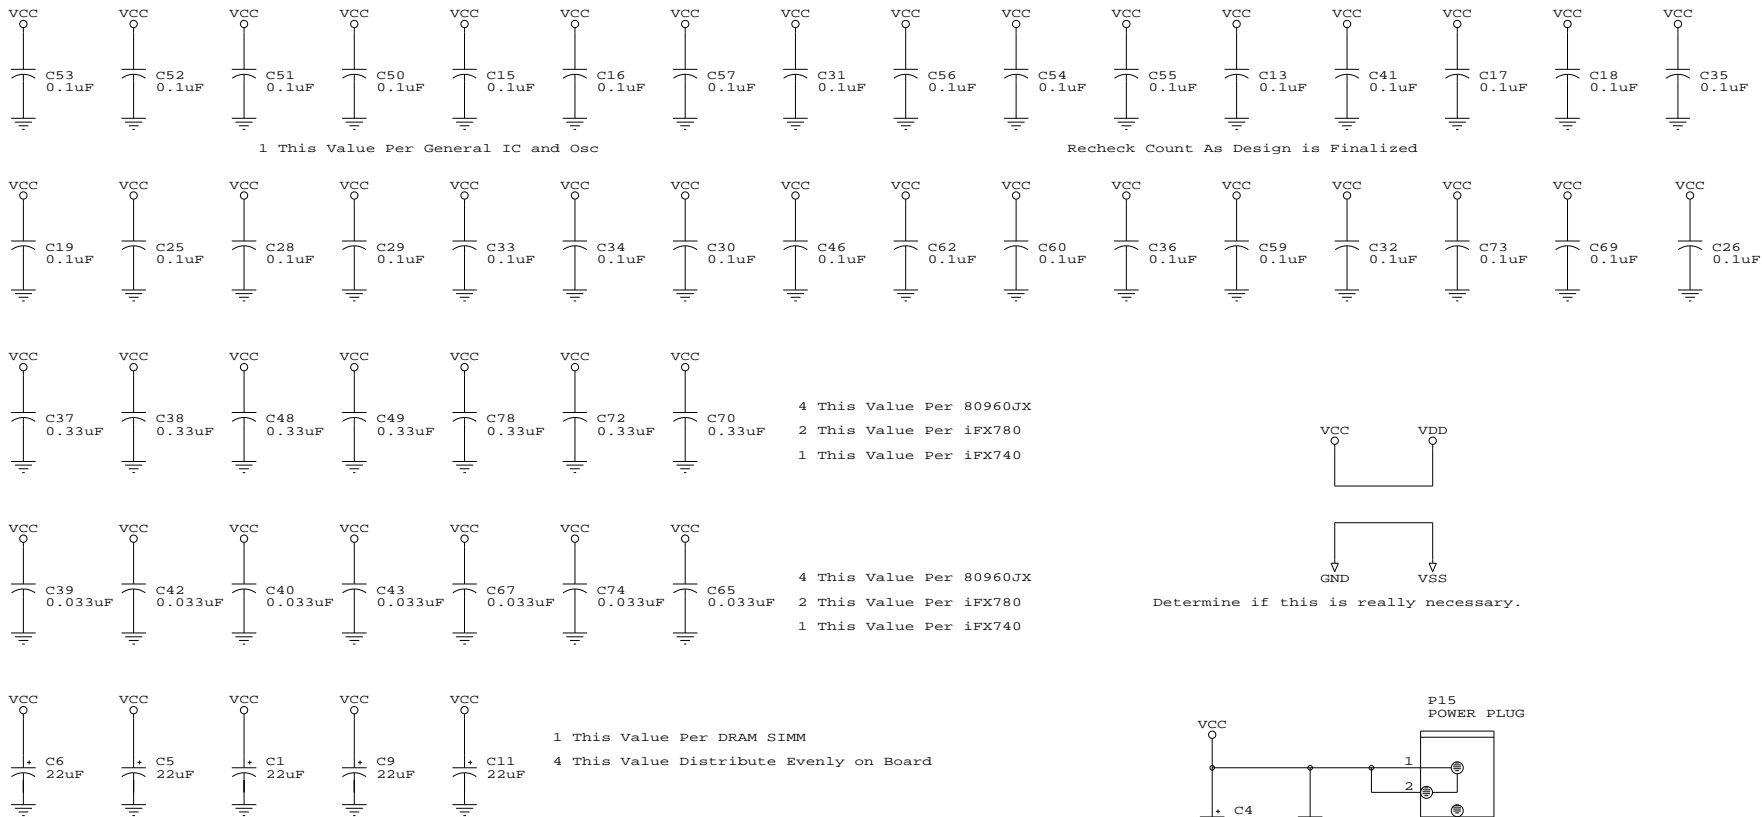 VCC VCC VCC VCC VCC VCC VCC VCC VCC VCC VCC VCC VCC VCC VCC VCC
C53 C52 C51 C50 C15 C16 C57 C31 C56 C54 C55 C13 C41 C17 C18 C35
0.1uF 0.1uF 0.1uF 0.1uF 0.1uF 0.1uF 0.1uF 0.1uF 0.1uF 0.1uF 0.1uF 0.1uF 0.1uF 0.1uF 0.1uF 0.1uF
1 This Value Per General IC and Osc Recheck Count As Design is Finalized
VCC VCC VCC VCC VCC VCC VCC VCC VCC VCC VCC VCC VCC VCC VCC VCC
C19 C25 C28 C29 C33 C34 C30 C46 C62 C60 C36 C59 C32 C73 C69 C26
0.1uF 0.1uF 0.1uF 0.1uF 0.1uF 0.1uF 0.1uF 0.1uF 0.1uF 0.1uF 0.1uF 0.1uF 0.1uF 0.1uF 0.1uF 0.1uF
VCC VCC VCC VCC VCC VCC VCC
C37 C38 C48 C49 C78 C72 C70
0.33uF 0.33uF 0.33uF 0.33uF 0.33uF 0.33uF 0.33uF
4 This Value Per 80960JX
2 This Value Per iFX780
1 This Value Per iFX740
VCC VDD
GND VSS
Determine if this is really necessary.
VCC VCC VCC VCC VCC VCC VCC
C39 C42 C40 C43 C67 C74 C65
0.033uF 0.033uF 0.033uF 0.033uF 0.033uF 0.033uF 0.033uF
4 This Value Per 80960JX
2 This Value Per iFX780
1 This Value Per iFX740
VCC VCC VCC VCC VCC
+ C6 + C5 + C1 + C9 + C11
22uF 22uF 22uF 22uF 22uF
1 This Value Per DRAM SIMM
4 This Value Distribute Evenly on Board
P15
POWER PLUG
VCC
1
2
+ C4